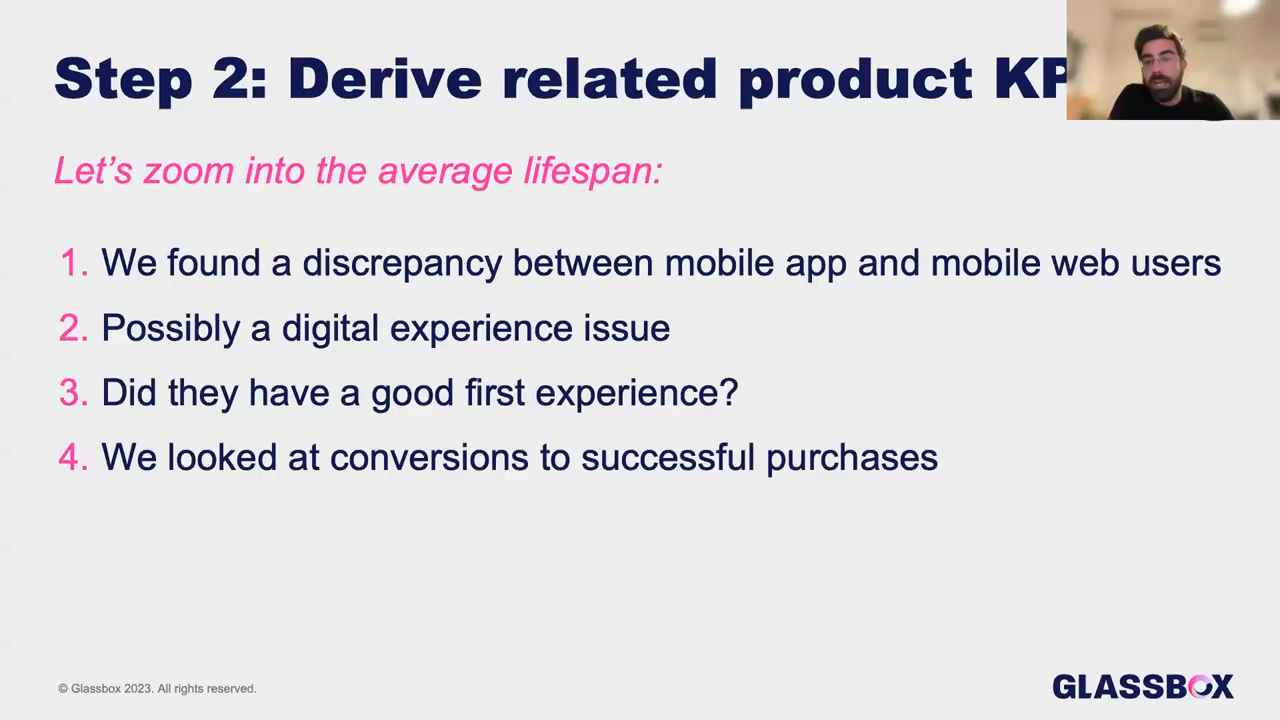 Step 2: Derive related product KP
Let's zoom into the average lifespan:
1. We found a discrepancy between mobile app and mobile web users
2. Possibly a digital experience issue
3. Did they have a good first experience?
4. We looked at conversions to successful purchases
© Glassbox 2023. All rights reserved.
GLASSBOX